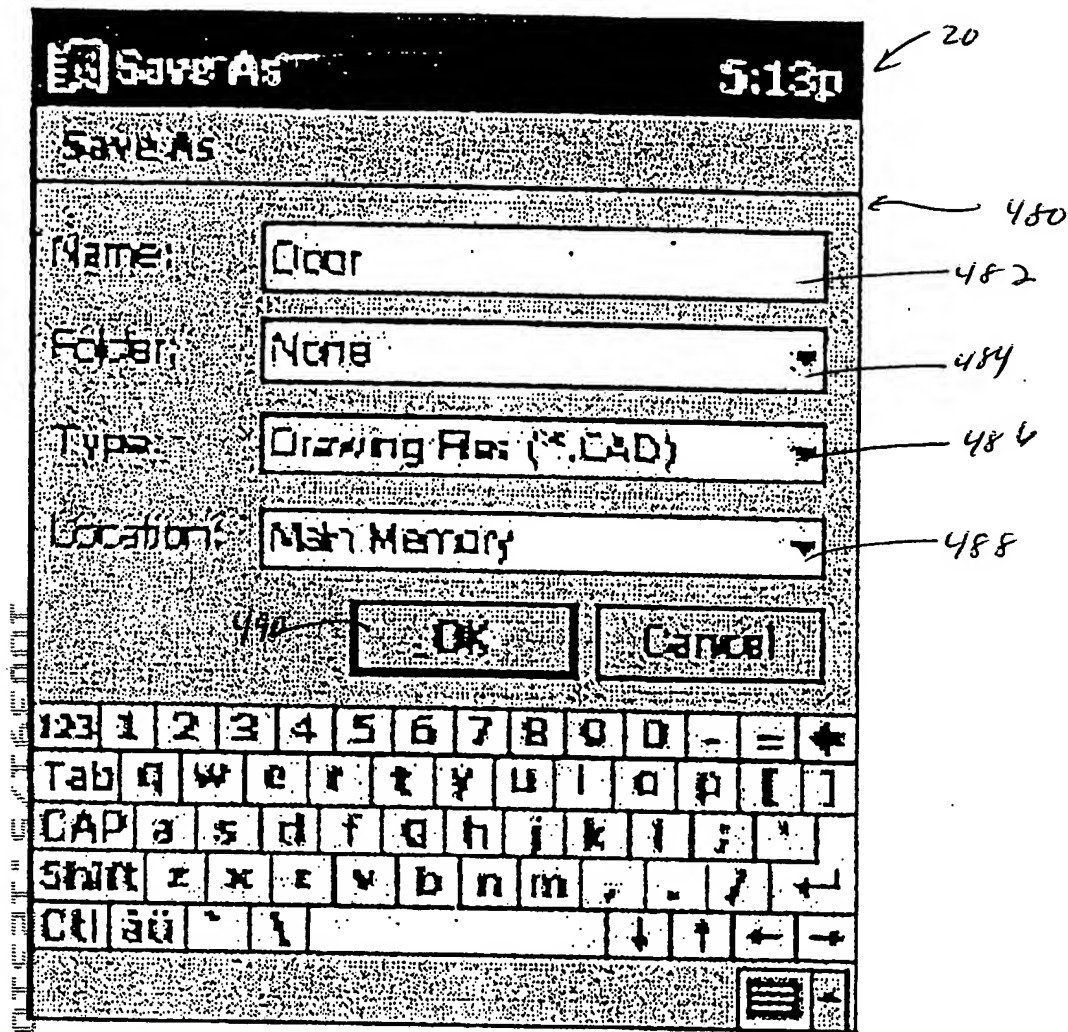 Save As 5:13p
20
Save As
480
Name: Door
482
Folder: None
484
Type: Drawing File: (*.CAD)
486
Location: Main Memory
488
490 OK Cancel
123 1 2 3 4 5 6 7 8 9 0 - =
Tab q w e r t y u i o p [ ]
CAP a s d f g h j k l ; '
Shift z x c v b n m , . /
Ctl áü ` \